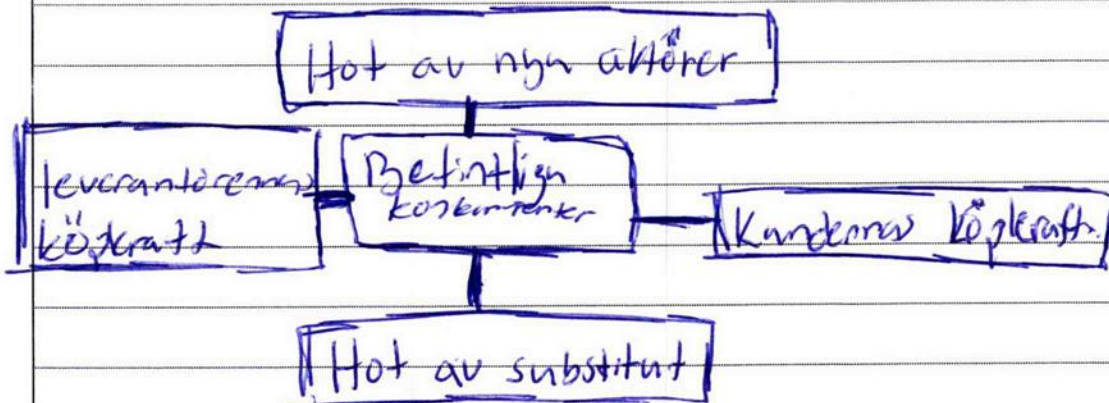 Hot av nya aktörer
leverantörernas
köpkraft
Befintliga
konkurrenter
Kundernas köpkraft.
Hot av substitut